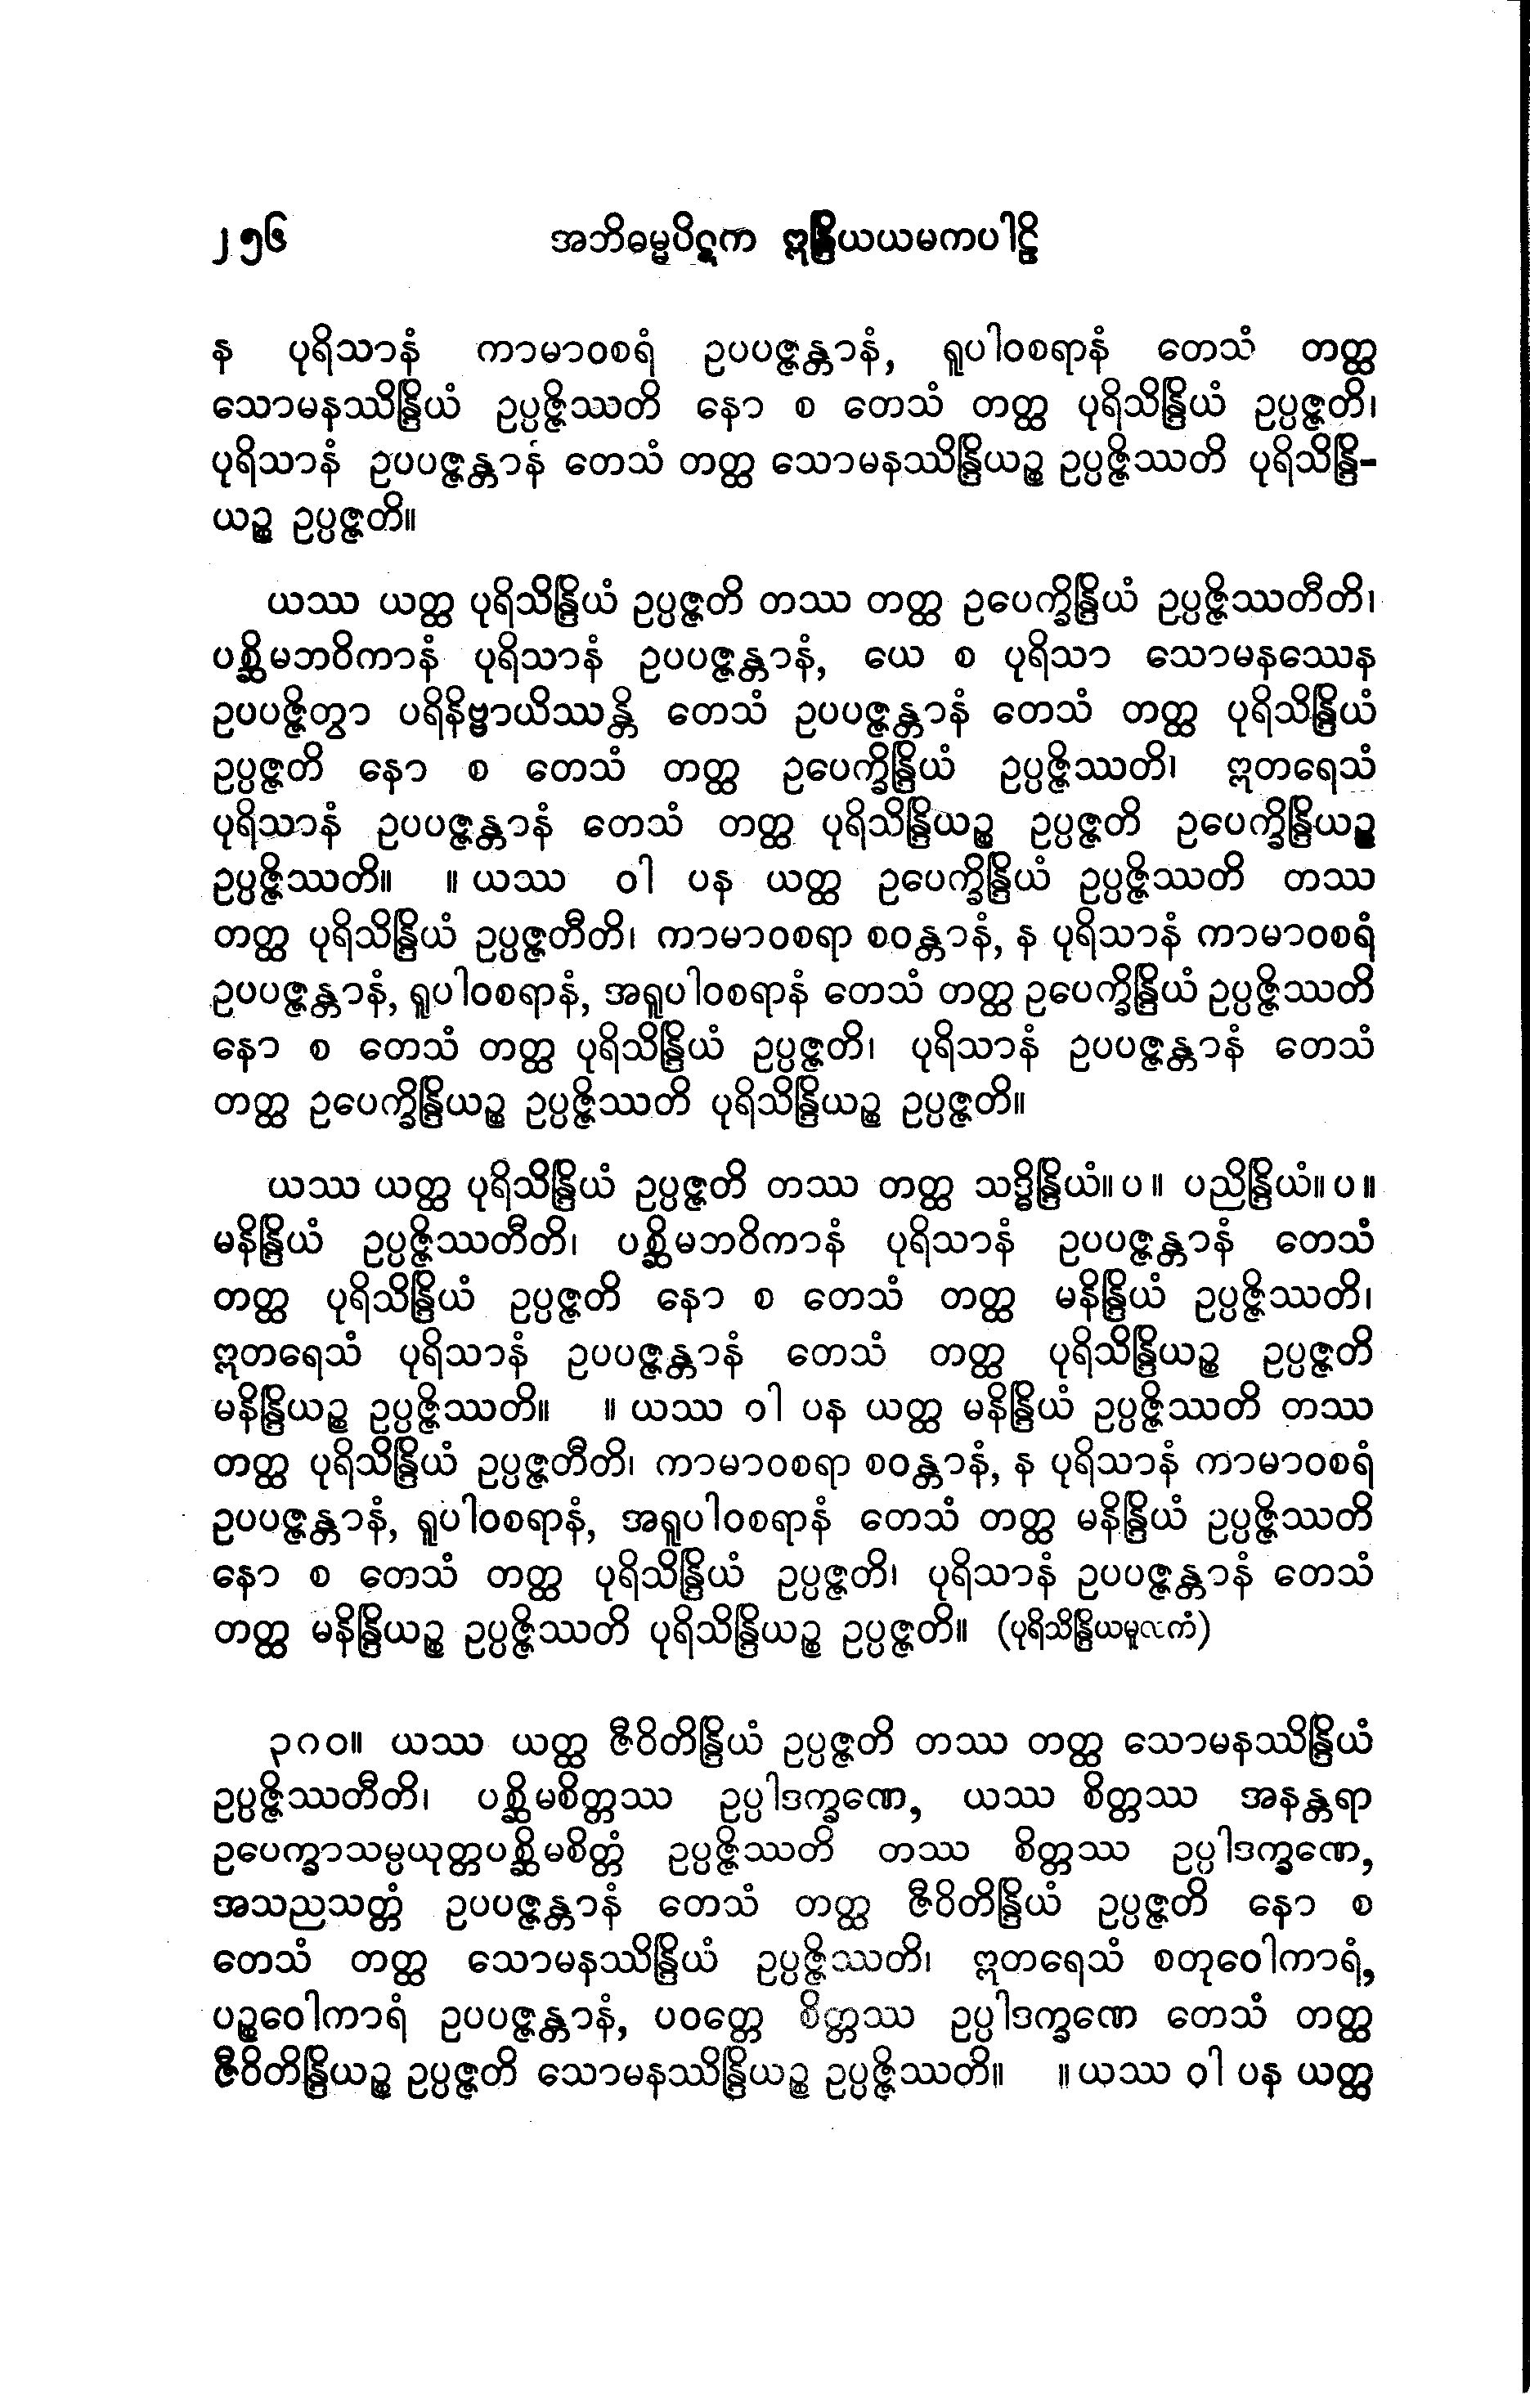 ၂၅၆ အဘိဓမ္မပိဋက ဣန္ဒြိယယမကပါဠိ
န ပုရိသာနံ ကာမာဝစရံ ဥပပဇ္ဇန္တာနံ, ရူပါဝစရာနံ တေသံ တတ္ထ
သောမနဿိန္ဒြိယံ ဥပ္ပဇ္ဇိဿတိ နော စ တေသံ တတ္ထ ပုရိသိန္ဒြိယံ ဥပ္ပဇ္ဇတိ၊
ပုရိသာနံ ဥပပဇ္ဇန္တာနံ တေသံ တတ္ထ သောမနဿိန္ဒြိယဉ္စ ဥပ္ပဇ္ဇိဿတိ ပုရိသိန္ဒြိ-
ယဉ္စ ဥပ္ပဇ္ဇတိ။
ယဿ ယတ္ထ ပုရိသိန္ဒြိယံ ဥပ္ပဇ္ဇတိ တဿ တတ္ထ ဥပေက္ခိန္ဒြိယံ ဥပ္ပဇ္ဇိဿတီတိ၊
ပစ္ဆိမဘဝိကာနံ ပုရိသာနံ ဥပပဇ္ဇန္တာနံ, ယေ စ ပုရိသာ သောမနဿေန
ဥပပဇ္ဇိတွာ ပရိနိဗ္ဗာယိဿန္တိ တေသံ ဥပပဇ္ဇန္တာနံ တေသံ တတ္ထ ပုရိသိန္ဒြိယံ
ဥပ္ပဇ္ဇတိ နော စ တေသံ တတ္ထ ဥပေက္ခိန္ဒြိယံ ဥပ္ပဇ္ဇိဿတိ၊ ဣတရေသံ
ပုရိသာနံ ဥပပဇ္ဇန္တာနံ တေသံ တတ္ထ ပုရိသိန္ဒြိယဉ္စ ဥပ္ပဇ္ဇတိ ဥပေက္ခိန္ဒြိယဉ္စ
ဥပ္ပဇ္ဇိဿတိ။ ။ ယဿ ဝါ ပန ယတ္ထ ဥပေက္ခိန္ဒြိယံ ဥပ္ပဇ္ဇိဿတိ တဿ
တတ္ထ ပုရိသိန္ဒြိယံ ဥပ္ပဇ္ဇတီတိ၊ ကာမာဝစရာ စဝန္တာနံ, န ပုရိသာနံ ကာမာဝစရံ
ဥပပဇ္ဇန္တာနံ, ရူပါဝစရာနံ, အရူပါဝစရာနံ တေသံ တတ္ထ ဥပေက္ခိန္ဒြိယံ ဥပ္ပဇ္ဇိဿတိ
နော စ တေသံ တတ္ထ ပုရိသိန္ဒြိယံ ဥပ္ပဇ္ဇတိ၊ ပုရိသာနံ ဥပပဇ္ဇန္တာနံ တေသံ
တတ္ထ ဥပေက္ခိန္ဒြိယဉ္စ ဥပ္ပဇ္ဇိဿတိ ပုရိသိန္ဒြိယဉ္စ ဥပ္ပဇ္ဇတိ။
ယဿ ယတ္ထ ပုရိသိန္ဒြိယံ ဥပ္ပဇ္ဇတိ တဿ တတ္ထ သဒ္ဓိန္ဒြိယံ။ ပ ။ ပညိန္ဒြိယံ။ ပ ။
မနိန္ဒြိယံ ဥပ္ပဇ္ဇိဿတီတိ၊ ပစ္ဆိမဘဝိကာနံ ပုရိသာနံ ဥပပဇ္ဇန္တာနံ တေသံ
တတ္ထ ပုရိသိန္ဒြိယံ ဥပ္ပဇ္ဇတိ နော စ တေသံ တတ္ထ မနိန္ဒြိယံ ဥပ္ပဇ္ဇိဿတိ၊
ဣတရေသံ ပုရိသာနံ ဥပပဇ္ဇန္တာနံ တေသံ တတ္ထ ပုရိသိန္ဒြိယဉ္စ ဥပ္ပဇ္ဇတိ
မနိန္ဒြိယဉ္စ ဥပ္ပဇ္ဇိဿတိ။ ။ ယဿ ဝါ ပန ယတ္ထ မနိန္ဒြိယံ ဥပ္ပဇ္ဇိဿတိ တဿ
တတ္ထ ပုရိသိန္ဒြိယံ ဥပ္ပဇ္ဇတီတိ၊ ကာမာဝစရာ စဝန္တာနံ, န ပုရိသာနံ ကာမာဝစရံ
ဥပပဇ္ဇန္တာနံ, ရူပါဝစရာနံ, အရူပါဝစရာနံ တေသံ တတ္ထ မနိန္ဒြိယံ ဥပ္ပဇ္ဇိဿတိ
နော စ တေသံ တတ္ထ ပုရိသိန္ဒြိယံ ဥပ္ပဇ္ဇတိ၊ ပုရိသာနံ ဥပပဇ္ဇန္တာနံ တေသံ
တတ္ထ မနိန္ဒြိယဉ္စ ဥပ္ပဇ္ဇိဿတိ ပုရိသိန္ဒြိယဉ္စ ဥပ္ပဇ္ဇတိ။ (ပုရိသိန္ဒြိယမူလကံ)
၃၈၀။ ယဿ ယတ္ထ ဇီဝိတိန္ဒြိယံ ဥပ္ပဇ္ဇတိ တဿ တတ္ထ သောမနဿိန္ဒြိယံ
ဥပ္ပဇ္ဇိဿတီတိ၊ ပစ္ဆိမစိတ္တဿ ဥပ္ပါဒက္ခဏေ, ယဿ စိတ္တဿ အနန္တရာ
ဥပေက္ခာသမ္ပယုတ္တပစ္ဆိမစိတ္တံ ဥပ္ပဇ္ဇိဿတိ တဿ စိတ္တဿ ဥပ္ပါဒက္ခဏေ,
အသညသတ္တံ ဥပပဇ္ဇန္တာနံ တေသံ တတ္ထ ဇီဝိတိန္ဒြိယံ ဥပ္ပဇ္ဇတိ နော စ
တေသံ တတ္ထ သောမနဿိန္ဒြိယံ ဥပ္ပဇ္ဇိဿတိ၊ ဣတရေသံ စတုဝေါကာရံ,
ပဉ္စဝေါကာရံ ဥပပဇ္ဇန္တာနံ, ပဝတ္တေ စိတ္တဿ ဥပ္ပါဒက္ခဏေ တေသံ တတ္ထ
ဇီဝိတိန္ဒြိယဉ္စ ဥပ္ပဇ္ဇတိ သောမနဿိန္ဒြိယဉ္စ ဥပ္ပဇ္ဇိဿတိ။ ။ ယဿ ဝါ ပန ယတ္ထ